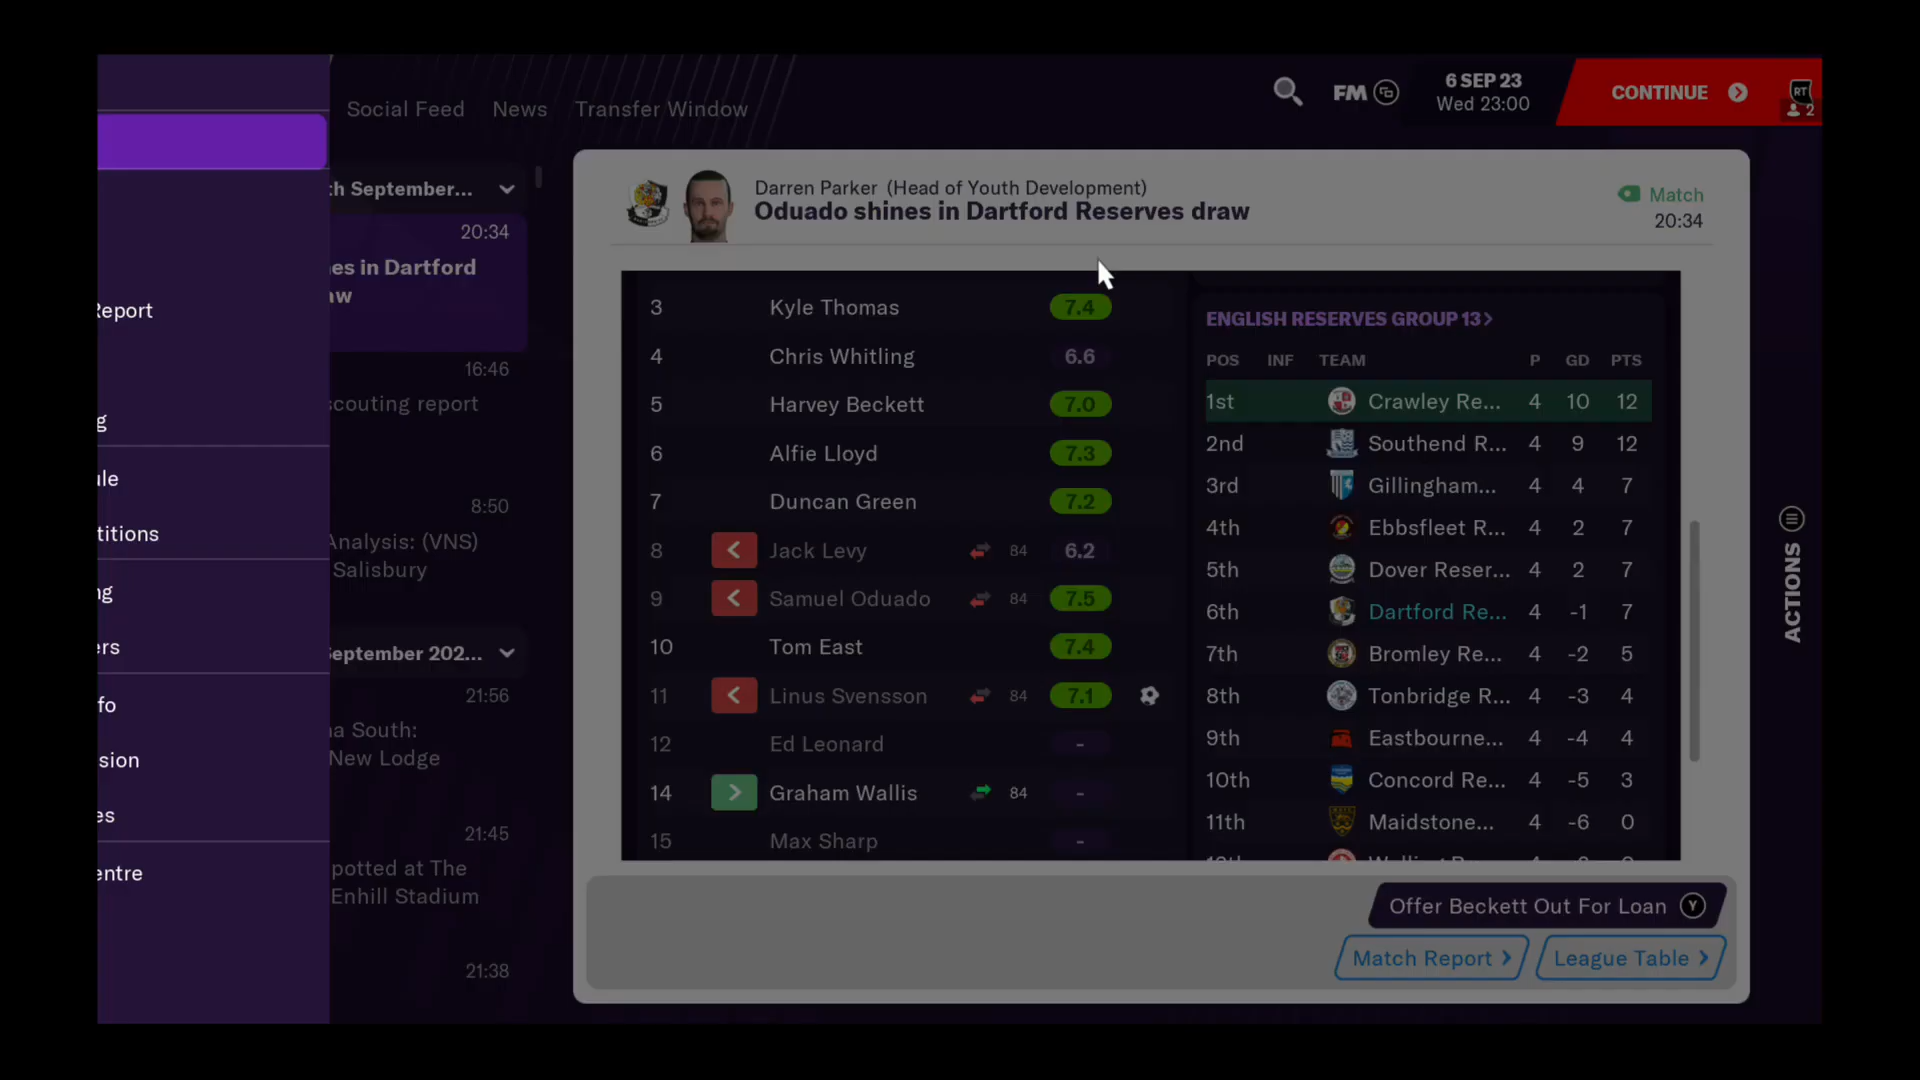 Social Feed News Transfer Window
FM
6 SEP 23
Wed 23:00
CONTINUE
RT
2
Report
titions
sion
th September...
20:34
es in Dartford
aw
16:46
scouting report
8:50
Analysis: (VNS)
Salisbury
September 202...
21:56
na South:
New Lodge
21:45
potted at The
Enhill Stadium
21:38
Darren Parker (Head of Youth Development)
Oduado shines in Dartford Reserves draw
Match
20:34
3 Kyle Thomas 7.4
4 Chris Whitling 6.6
5 Harvey Beckett 7.0
6 Alfie Lloyd 7.3
7 Duncan Green 7.2
8 Jack Levy 84 6.2
9 Samuel Oduado 84 7.5
10 Tom East 7.4
11 Linus Svensson 84 7.1
12 Ed Leonard -
14 Graham Wallis 84 -
15 Max Sharp -
ENGLISH RESERVES GROUP 13>
POS INF TEAM P GD PTS
1st Crawley Re... 4 10 12
2nd Southend R... 4 9 12
3rd Gillingham... 4 4 7
4th Ebbsfleet R... 4 2 7
5th Dover Reser... 4 2 7
6th Dartford Re... 4 -1 7
7th Bromley Re... 4 -2 5
8th Tonbridge R... 4 -3 4
9th Eastbourne... 4 -4 4
10th Concord Re... 4 -5 3
11th Maidstone... 4 -6 0
Offer Beckett Out For Loan Y
Match Report >
League Table >
ACTIONS